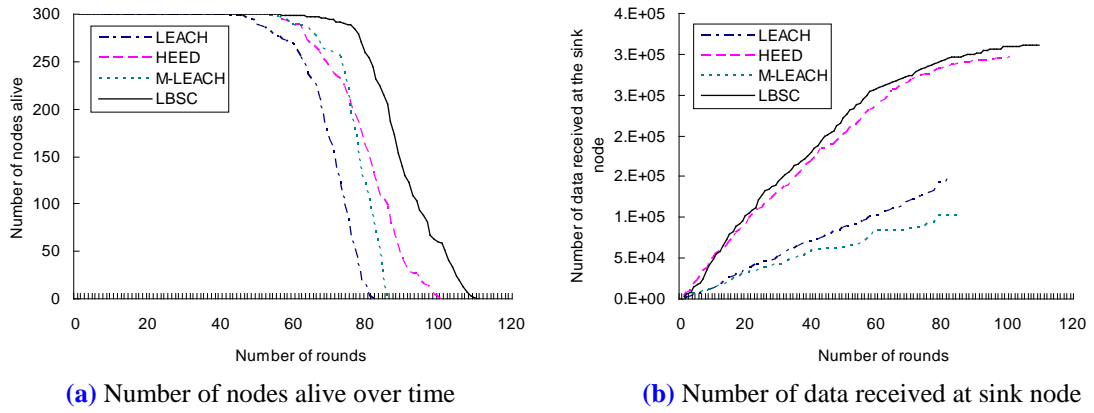 Number of nodes alive
300
250
200
150
100
50
0
LEACH
HEED
M-LEACH
LBSC
0 20 40 60 80 100 120
Number of rounds
(a) Number of nodes alive over time
Number of data received at the sink
node
4.E+05
3.E+05
3.E+05
2.E+05
2.E+05
1.E+05
5.E+04
0.E+00
LEACH
HEED
M-LEACH
LBSC
0 20 40 60 80 100 120
Number of rounds
(b) Number of data received at sink node